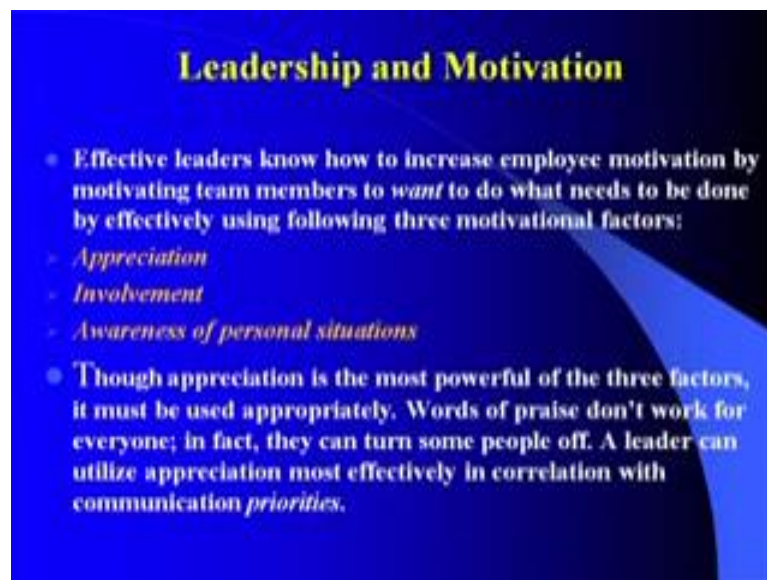 Leadership and Motivation
Effective leaders know how to increase employee motivation by
motivating team members to want to do what needs to be done
by effectively using following three motivational factors:
Appreciation
Involvement
Awareness of personal situations
Though appreciation is the most powerful of the three factors,
it must be used appropriately. Words of praise don't work for
everyone; in fact, they can turn some people off. A leader can
utilize appreciation most effectively in correlation with
communication priorities.